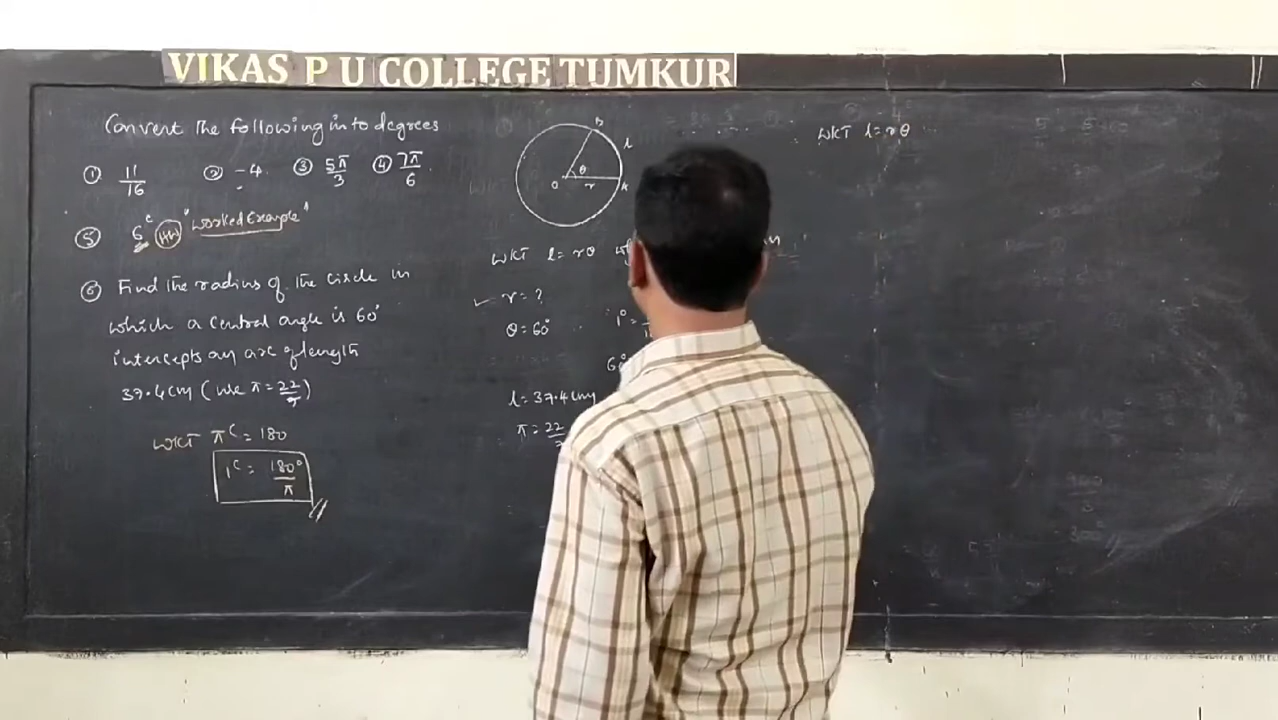 VIKAS P U COLLEGE TUMKUR
Convert the following into degrees
① 11/16 ② -4 ③ 5π/3 ④ 7π/6
⑤ 6ᶜ HW "Worked Example"
⑥ Find the radius of the circle in
which a central angle is 60°
intercepts an arc of length
37.4cm (use π = 22/7)
WKT πᶜ = 180
1ᶜ = 180°/π
B
l
θ
O r A
WKT l = rθ
r = ?
θ = 60° 1° =
60°
l = 37.4cm
π = 22/
WKT l = rθ